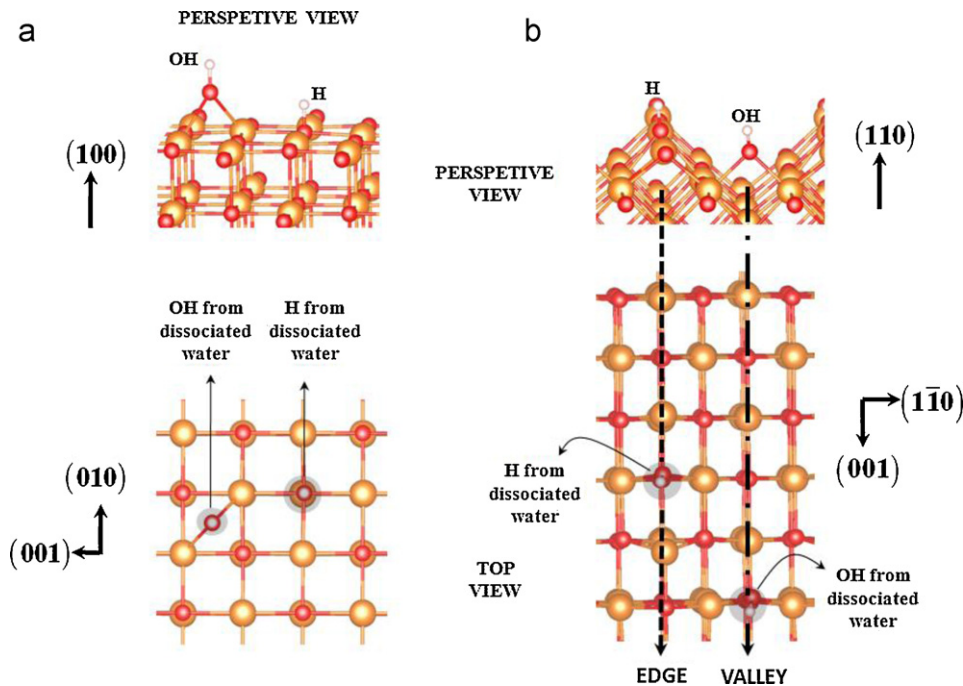 a
PERSPETIVE VIEW
OH
H
(100)
OH from
dissociated
water
H from
dissociated
water
(010)
(001)
b
H
OH
PERSPETIVE
VIEW
(110)
(11̅0)
(001)
H from
dissociated
water
TOP
VIEW
OH from
dissociated
water
EDGE
VALLEY